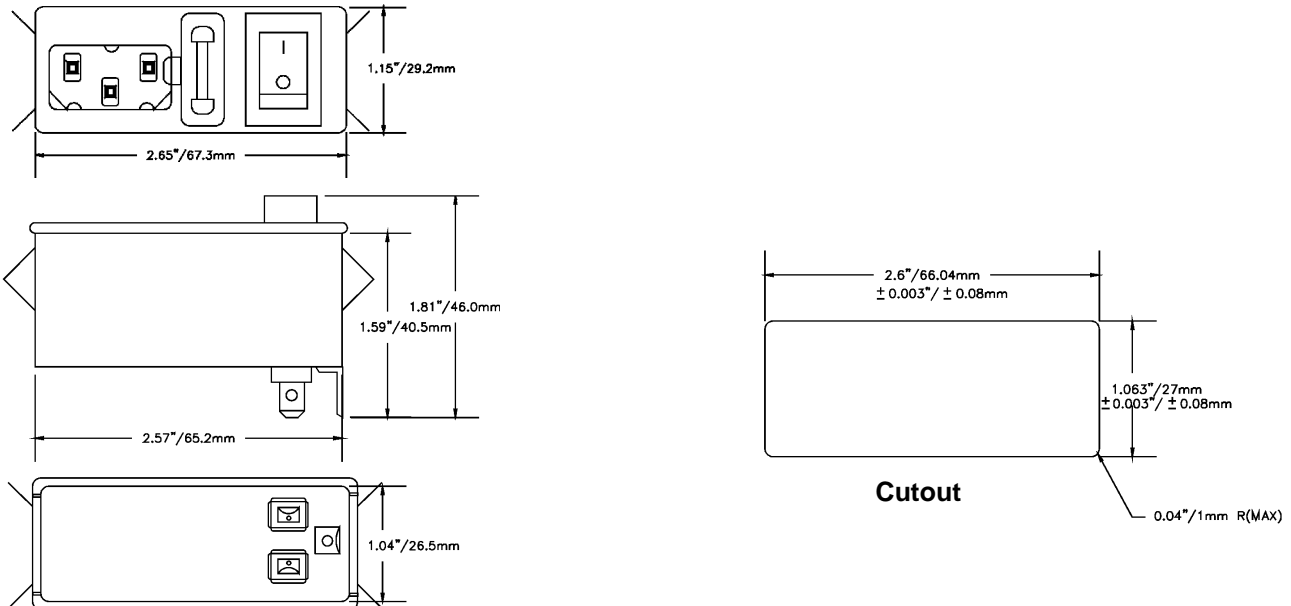 1.15"/29.2mm
2.65"/67.3mm
1.81"/46.0mm
1.59"/40.5mm
2.57"/65.2mm
1.04"/26.5mm
2.6"/66.04mm
± 0.003"/ ± 0.08mm
1.063"/27mm
± 0.003"/ ± 0.08mm
Cutout
0.04"/1mm R(MAX)